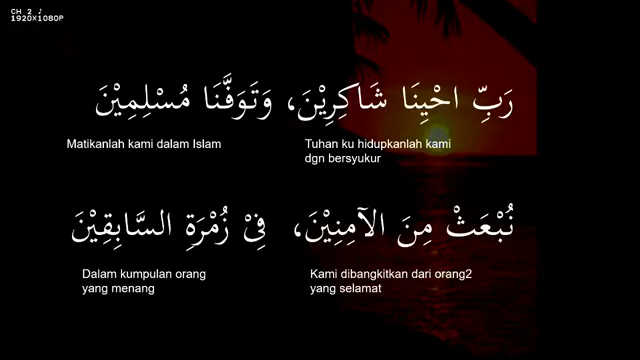 CH 2 ♪
1920X1080P
رَبِّ احْيِنَا شَاكِرِيْنَ، وَتَوَفَّنَا مُسْلِمِيْنَ
Tuhan ku hidupkanlah kami
dgn bersyukur
Matikanlah kami dalam Islam
نُبْعَثْ مِنَ الآمِنِيْنَ، فِيْ زُمْرَةِ السَّابِقِيْنَ
Kami dibangkitkan dari orang2
yang selamat
Dalam kumpulan orang
yang menang